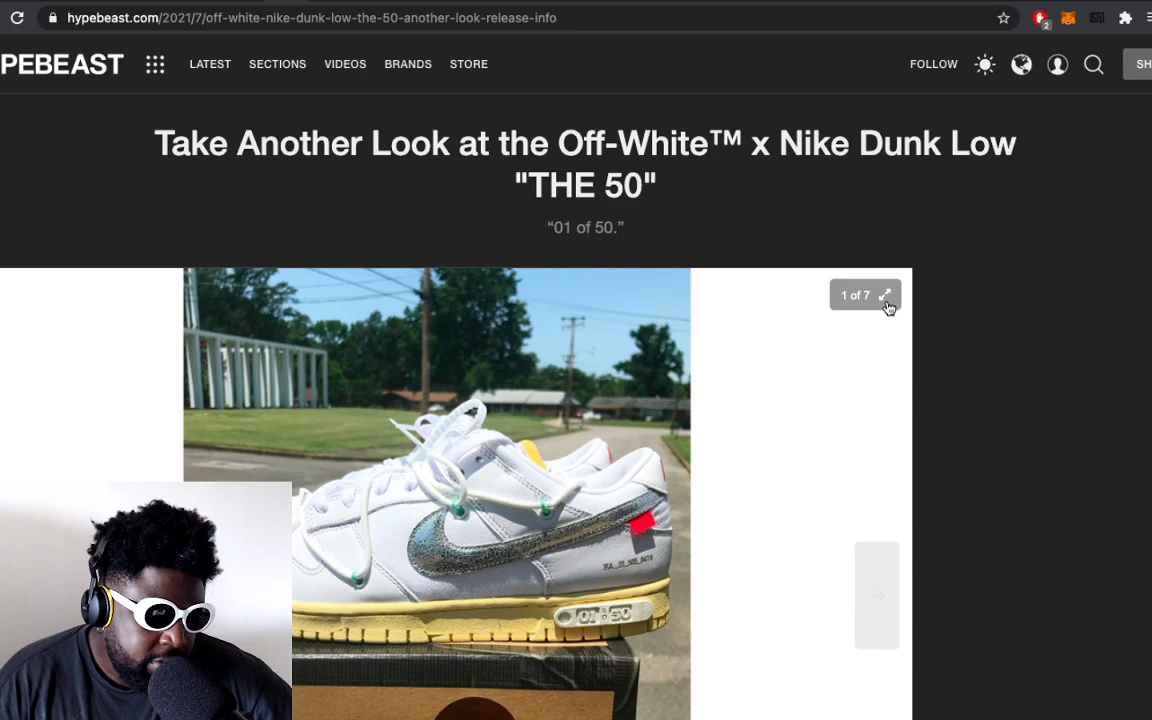 hypebeast.com/2021/7/off-white-nike-dunk-low-the-50-another-look-release-info
2
PEBEAST
LATEST
SECTIONS
VIDEOS
BRANDS
STORE
FOLLOW
SH
Take Another Look at the Off-White™ x Nike Dunk Low
"THE 50"
“01 of 50.”
1 of 7
01 50